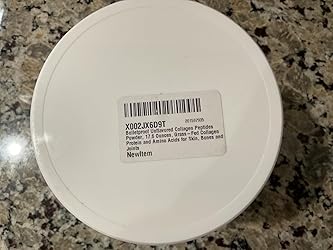 X002JX6D9T
Bulletproof Unflavored Collagen Peptides
Powder, 17.6 Ounces, Grass-Fed Collagen
Protein and Amino Acids for Skin, Bones and
Joints
NewItem